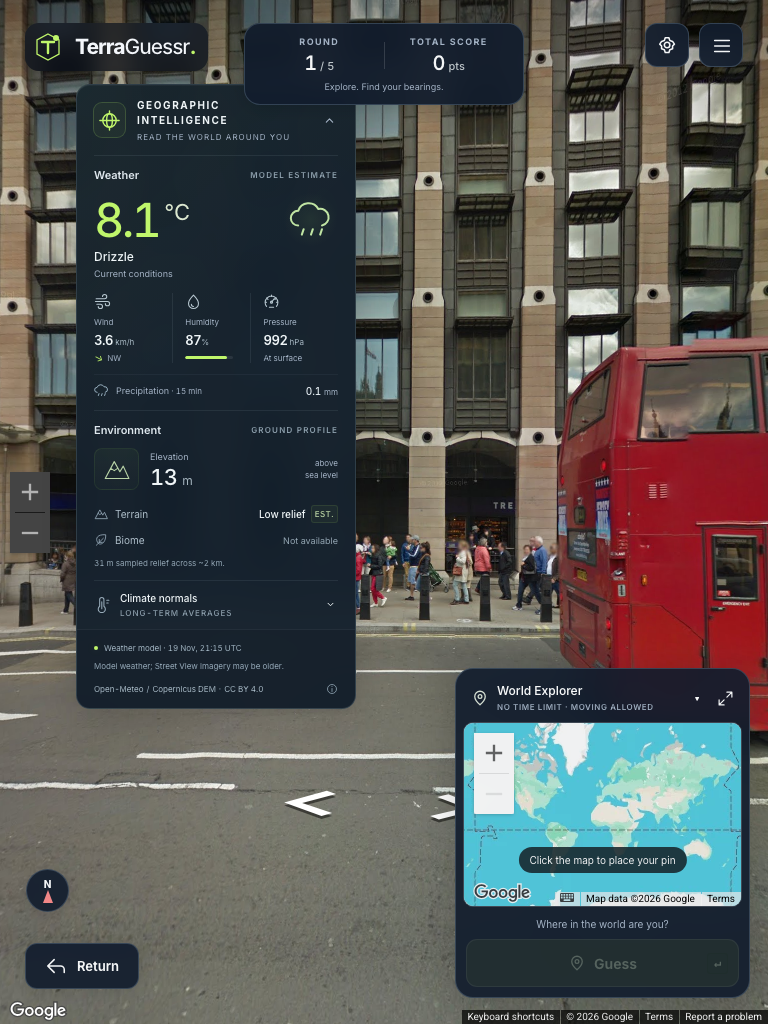 TerraGuessr.
ROUND
1 / 5
TOTAL SCORE
0 pts
Explore. Find your bearings.
GEOGRAPHIC
INTELLIGENCE
READ THE WORLD AROUND YOU
Weather
MODEL ESTIMATE
8.1 °C
Drizzle
Current conditions
Wind
3.6 km/h
NW
Humidity
87%
Pressure
992 hPa
At surface
Precipitation · 15 min
0.1 mm
Environment
GROUND PROFILE
Elevation
13 m
above
sea level
Terrain
Low relief EST.
Biome
Not available
31 m sampled relief across ~2 km.
Climate normals
LONG-TERM AVERAGES
Weather model · 19 Nov, 21:15 UTC
Model weather; Street View imagery may be older.
Open-Meteo / Copernicus DEM · CC BY 4.0
Google
TRE
N
Return
Google
World Explorer
NO TIME LIMIT · MOVING ALLOWED
Click the map to place your pin
Google
Map data ©2026 Google
Terms
Where in the world are you?
Guess
Keyboard shortcuts
© 2026 Google
Terms
Report a problem